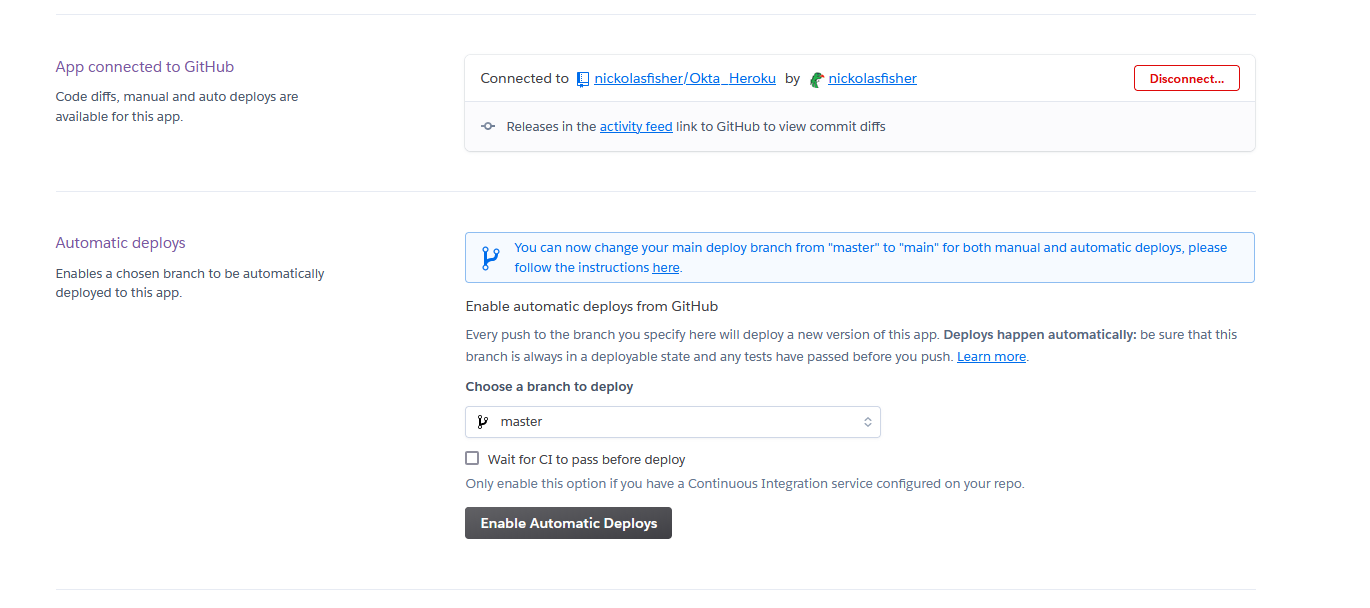 App connected to GitHub
Code diffs, manual and auto deploys are
available for this app.
Connected to nickolasfisher/Okta_Heroku by nickolasfisher
Disconnect...
Releases in the activity feed link to GitHub to view commit diffs
Automatic deploys
Enables a chosen branch to be automatically
deployed to this app.
You can now change your main deploy branch from "master" to "main" for both manual and automatic deploys, please
follow the instructions here.
Enable automatic deploys from GitHub
Every push to the branch you specify here will deploy a new version of this app. Deploys happen automatically: be sure that this
branch is always in a deployable state and any tests have passed before you push. Learn more.
Choose a branch to deploy
master
Wait for CI to pass before deploy
Only enable this option if you have a Continuous Integration service configured on your repo.
Enable Automatic Deploys